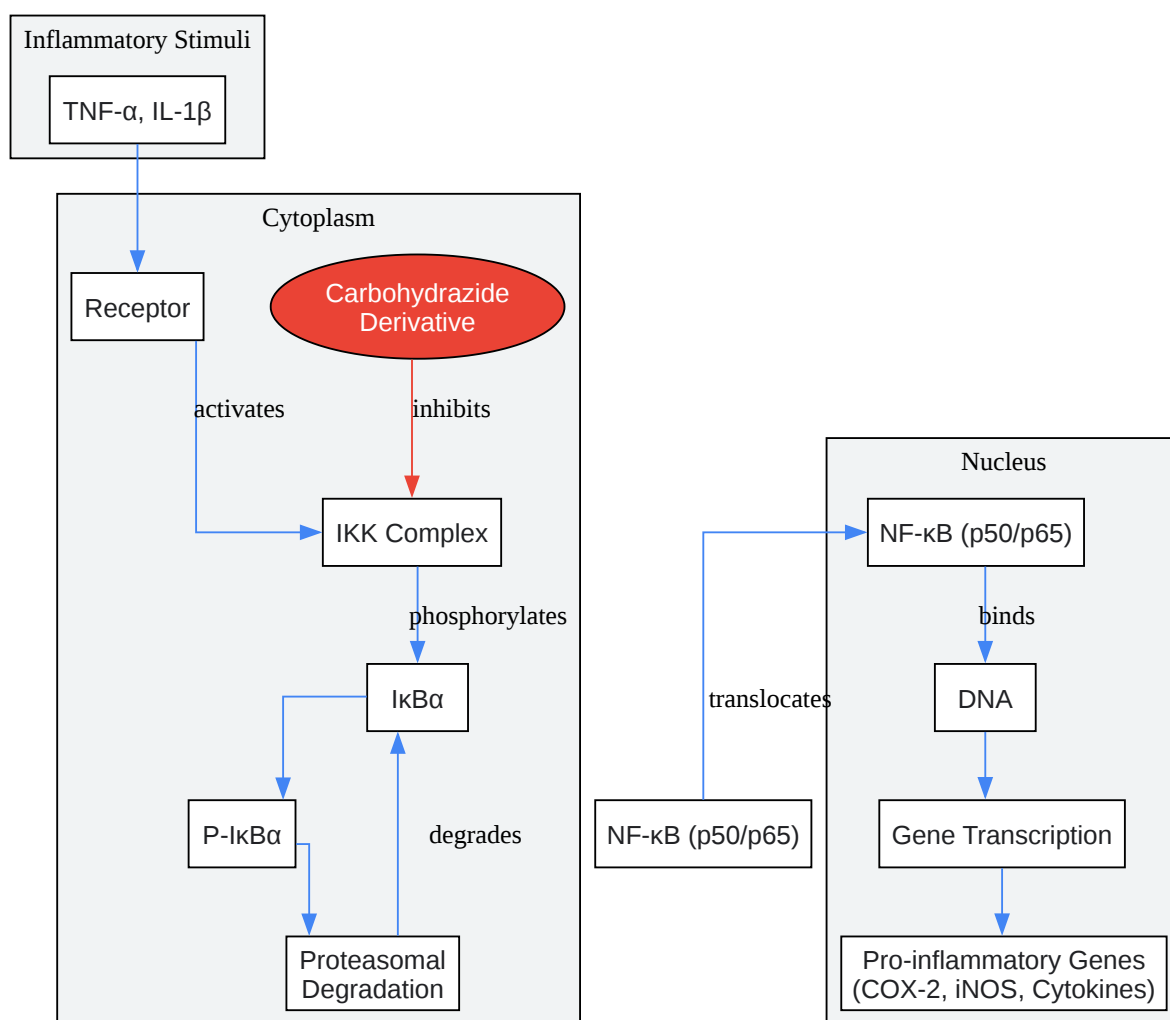 Inflammatory Stimuli
TNF-α, IL-1β
Cytoplasm
Receptor
Carbohydrazide
Derivative
activates
inhibits
IKK Complex
phosphorylates
IκBα
P-IκBα
degrades
Proteasomal
Degradation
NF-κB (p50/p65)
translocates
Nucleus
NF-κB (p50/p65)
binds
DNA
Gene Transcription
Pro-inflammatory Genes
(COX-2, iNOS, Cytokines)